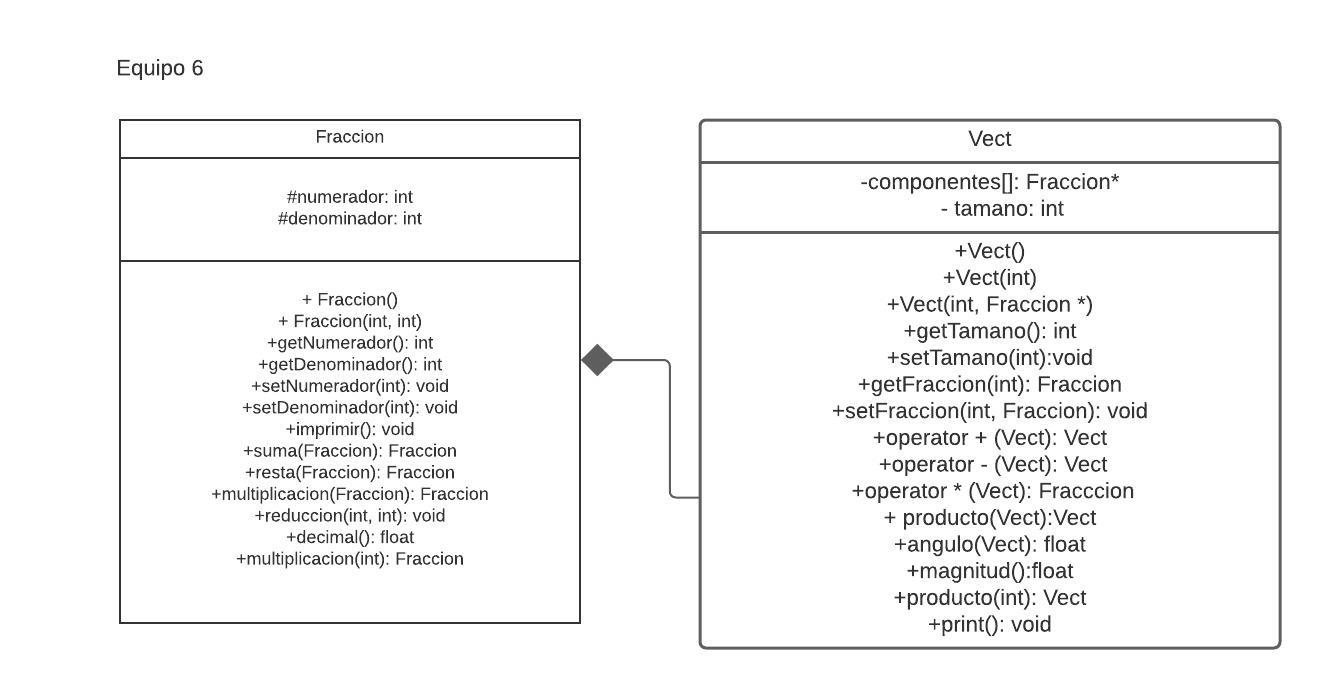 Equipo 6
Fraccion
#numerador: int
#denominador: int
+ Fraccion()
+ Fraccion(int, int)
+getNumerador(): int
+getDenominador(): int
+setNumerador(int): void
+setDenominador(int): void
+imprimir(): void
+suma(Fraccion): Fraccion
+resta(Fraccion): Fraccion
+multiplicacion(Fraccion): Fraccion
+reduccion(int, int): void
+decimal(): float
+multiplicacion(int): Fraccion
Vect
-componentes[]: Fraccion*
- tamano: int
+Vect()
+Vect(int)
+Vect(int, Fraccion *)
+getTamano(): int
+setTamano(int):void
+getFraccion(int): Fraccion
+setFraccion(int, Fraccion): void
+operator + (Vect): Vect
+operator - (Vect): Vect
+operator * (Vect): Fracccion
+ producto(Vect):Vect
+angulo(Vect): float
+magnitud():float
+producto(int): Vect
+print(): void